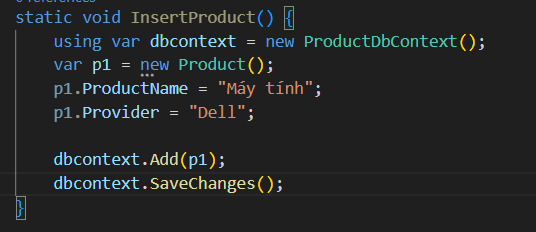 static void InsertProduct() {
    using var dbcontext = new ProductDbContext();
    var p1 = new Product();
    p1.ProductName = "Máy tính";
    p1.Provider = "Dell";

    dbcontext.Add(p1);
    dbcontext.SaveChanges();
}